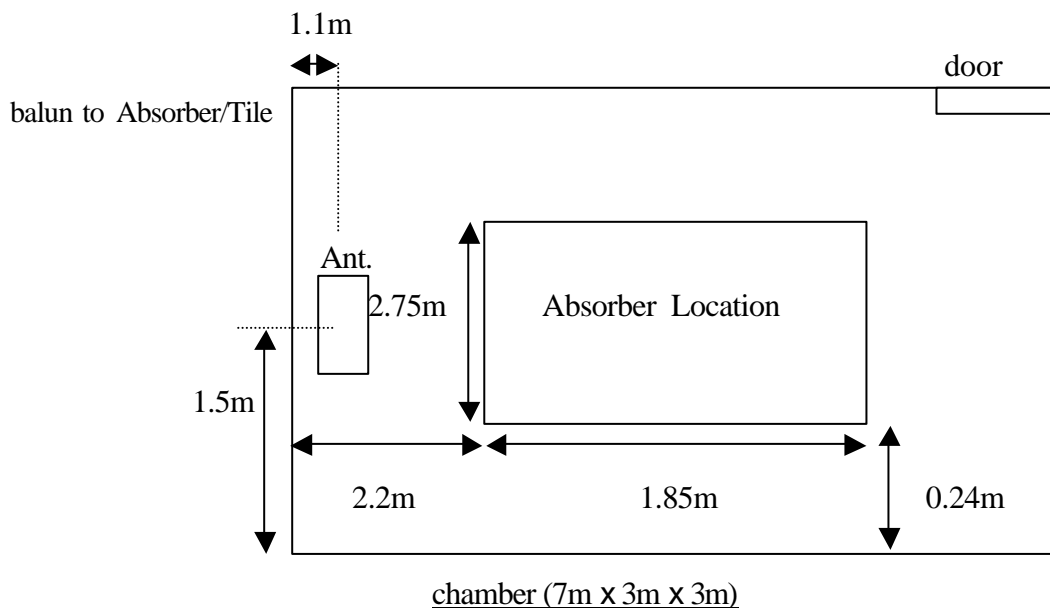 1.1m
door
balun to Absorber/Tile
Ant.
2.75m
Absorber Location
1.5m
2.2m
1.85m
0.24m
chamber (7m x 3m x 3m)